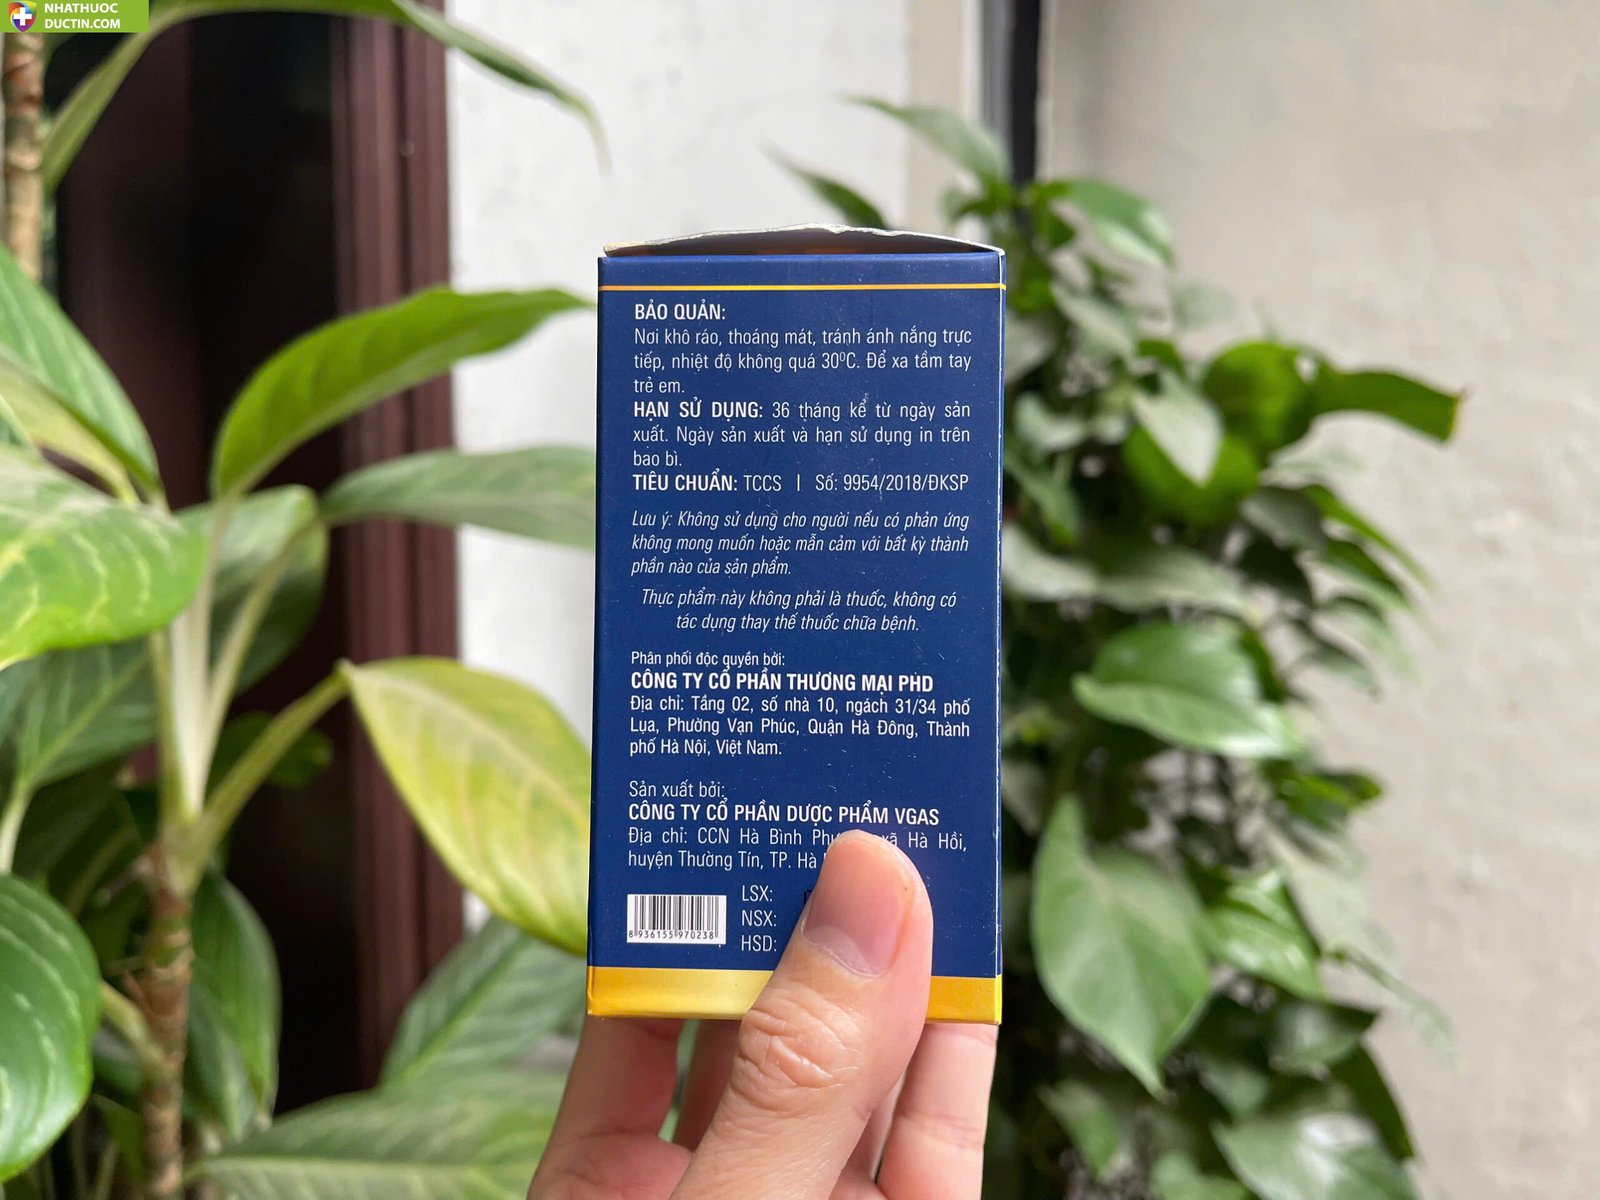 NHATHUOC
DUCTIN.COM
BẢO QUẢN:
Nơi khô ráo, thoáng mát, tránh ánh nắng trực
tiếp, nhiệt độ không quá 30⁰C. Để xa tầm tay
trẻ em.
HẠN SỬ DỤNG: 36 tháng kể từ ngày sản
xuất. Ngày sản xuất và hạn sử dụng in trên
bao bì.
TIÊU CHUẨN: TCCS | Số: 9954/2018/ĐKSP
Lưu ý: Không sử dụng cho người nếu có phản ứng
không mong muốn hoặc mẫn cảm với bất kỳ thành
phần nào của sản phẩm.
Thực phẩm này không phải là thuốc, không có
tác dụng thay thế thuốc chữa bệnh.
Phân phối độc quyền bởi:
CÔNG TY CỔ PHẦN THƯƠNG MẠI PHD
Địa chỉ: Tầng 02, số nhà 10, ngách 31/34 phố
Lụa, Phường Vạn Phúc, Quận Hà Đông, Thành
phố Hà Nội, Việt Nam.
Sản xuất bởi:
CÔNG TY CỔ PHẦN DƯỢC PHẨM VGAS
Địa chỉ: CCN Hà Bình xã Hà Hồi,
huyện Thường Tín, TP. Hà
LSX:
NSX:
HSD:
8 936155 970238